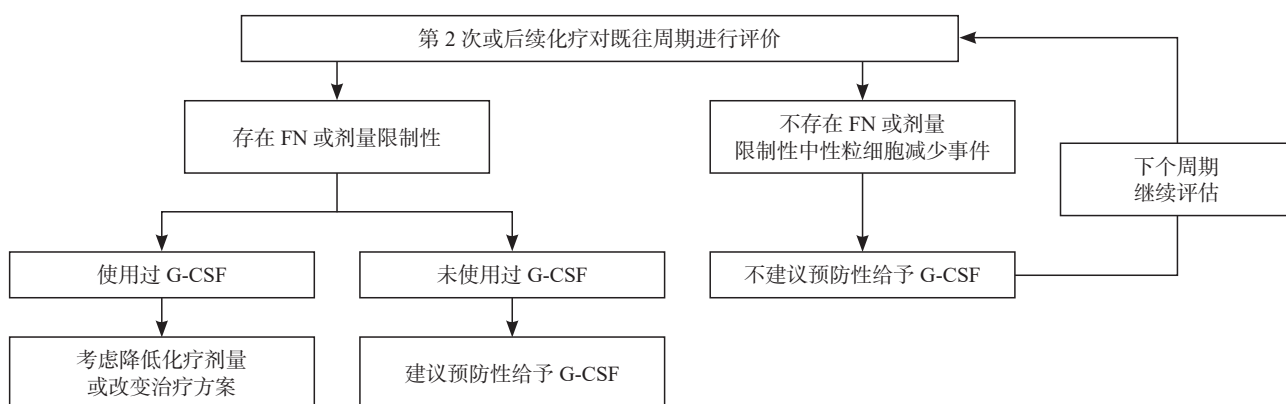 第 2 次或后续化疗对既往周期进行评价
存在 FN 或剂量限制性
不存在 FN 或剂量
限制性中性粒细胞减少事件
下个周期
继续评估
使用过 G-CSF
未使用过 G-CSF
不建议预防性给予 G-CSF
考虑降低化疗剂量
或改变治疗方案
建议预防性给予 G-CSF